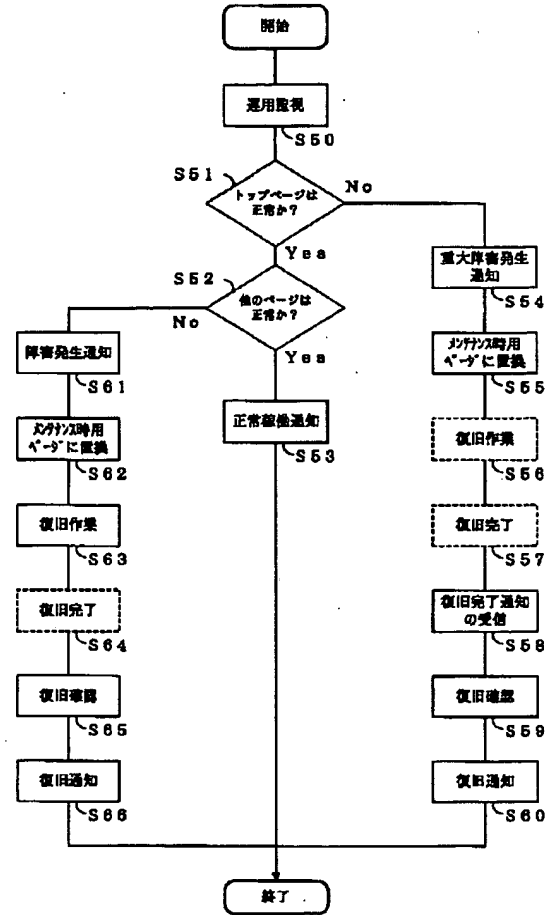 開始
運用監視
S50
S51
トップページは
正常か?
No
Yes
S52
他のページは
正常か?
No
Yes
重大障害発生
通知
S54
障害発生通知
S61
メンテナンス時用
ページに置換
S55
正常稼働通知
S53
メンテナンス時用
ページに置換
S62
復旧作業
S56
復旧作業
S63
復旧完了
S57
復旧完了
S64
復旧完了通知
の受信
S58
復旧確認
S65
復旧確認
S59
復旧通知
S66
復旧通知
S60
終了